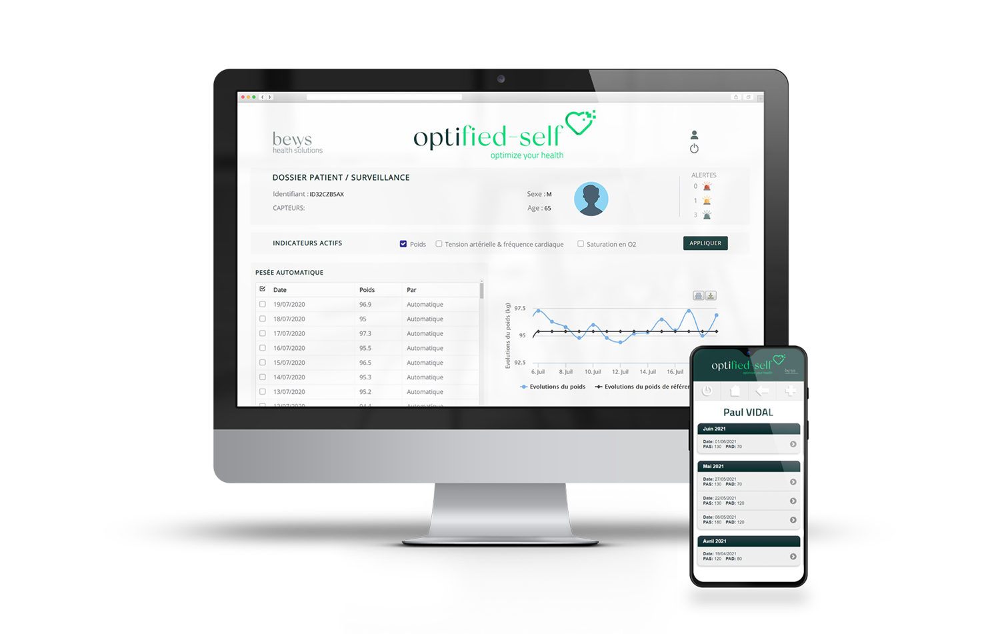 optified-self
optimize your health
bews
health solutions
DOSSIER PATIENT / SURVEILLANCE
Identifiant : ID32CZB5AX
CAPTEURS:
Sexe : M
Age : 65
ALERTES
0
1
3
INDICATEURS ACTIFS
Poids
Tension artérielle & fréquence cardiaque
Saturation en O2
APPLIQUER
PESÉE AUTOMATIQUE
Date Poids Par
19/07/2020 96.9 Automatique
18/07/2020 95 Automatique
17/07/2020 97.3 Automatique
16/07/2020 95.5 Automatique
15/07/2020 96.5 Automatique
14/07/2020 95.3 Automatique
13/07/2020 95.2 Automatique
12/07/2020 94.4 Automatique
Evolutions du poids (kg)
97.5
95
92.5
6. Juil 8. Juil 10. Juil 12. Juil 14. Juil 16. Juil
Evolutions du poids Evolutions du poids de référen
optified-self
optimize your health
bews
Paul VIDAL
Juin 2021
Date: 01/06/2021
PAS: 130 PAD: 70
Mai 2021
Date: 27/05/2021
PAS: 130 PAD: 70
Date: 22/05/2021
PAS: 130 PAD: 120
Date: 08/05/2021
PAS: 180 PAD: 120
Avril 2021
Date: 19/04/2021
PAS: 120 PAD: 80